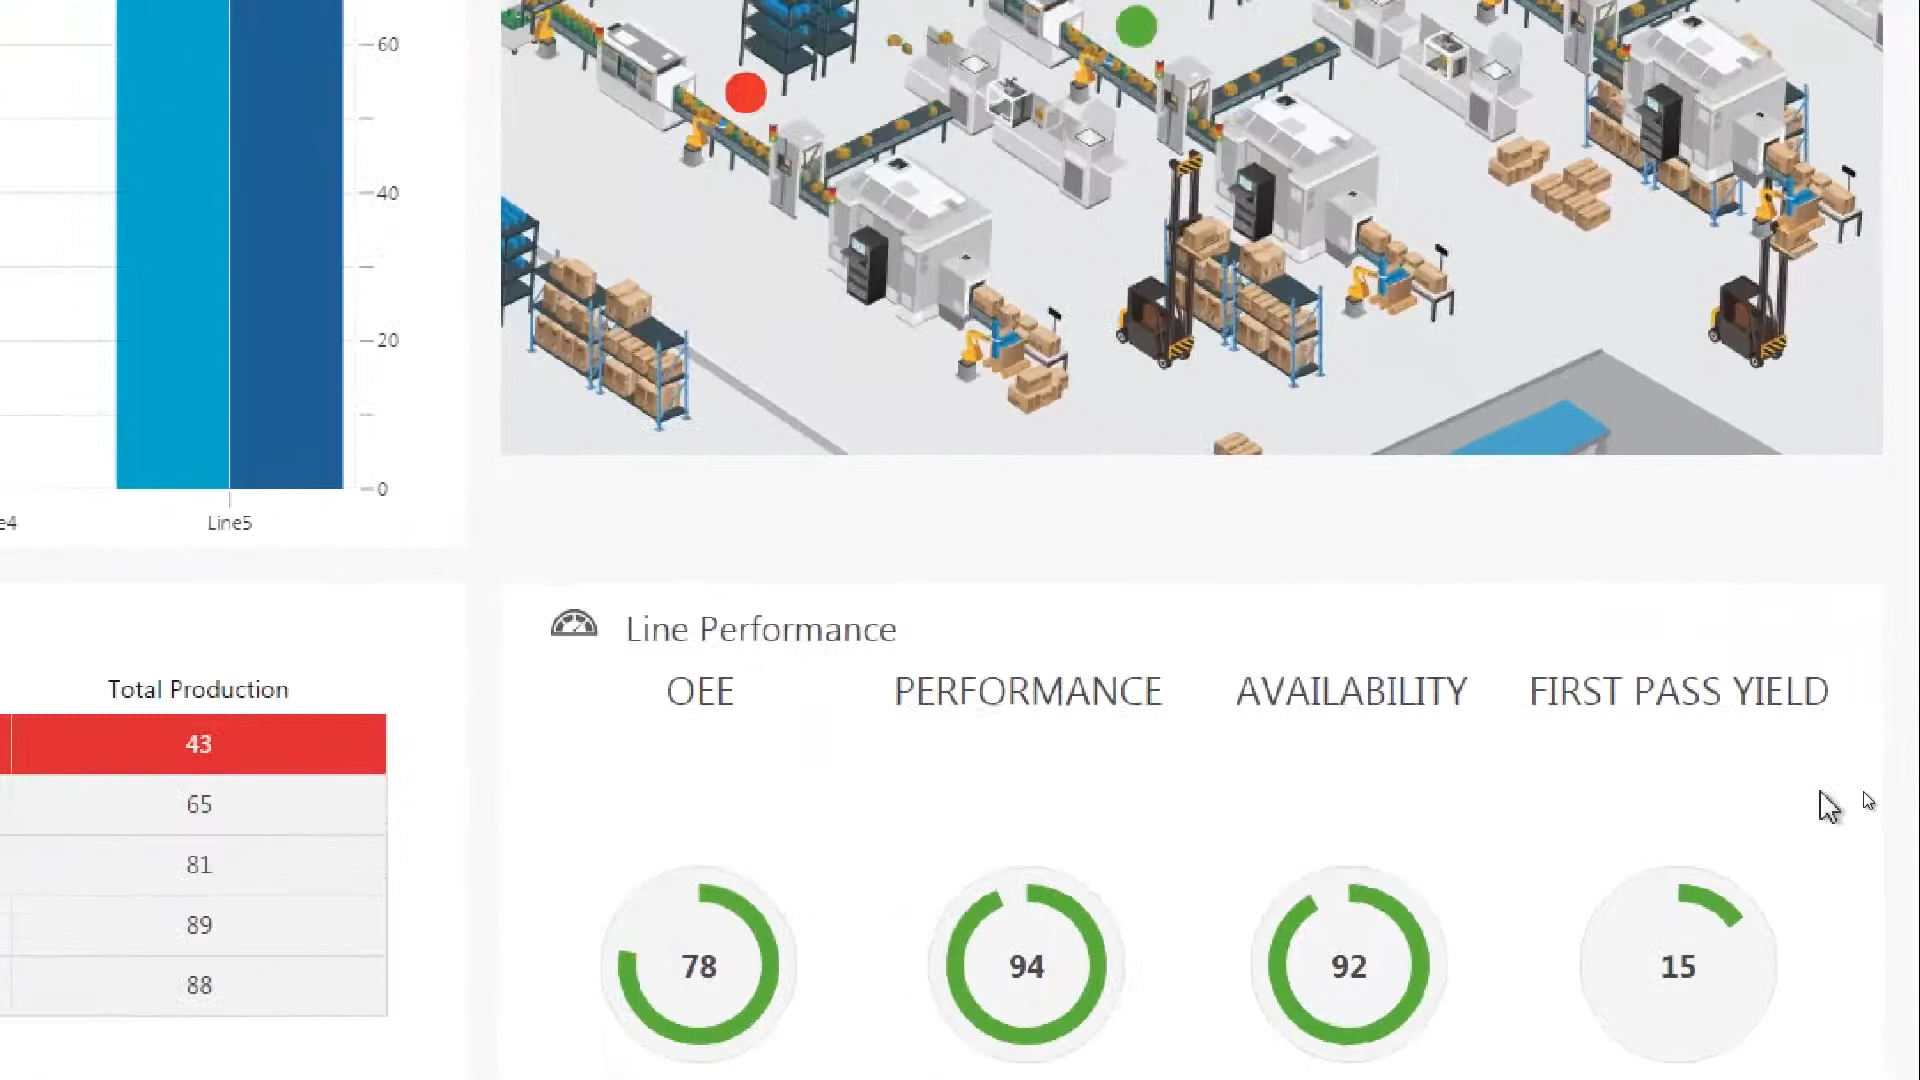 60
40
20
0
e4
Line5
Line Performance
OEE
PERFORMANCE
AVAILABILITY
FIRST PASS YIELD
Total Production
43
65
81
89
88
78
94
92
15